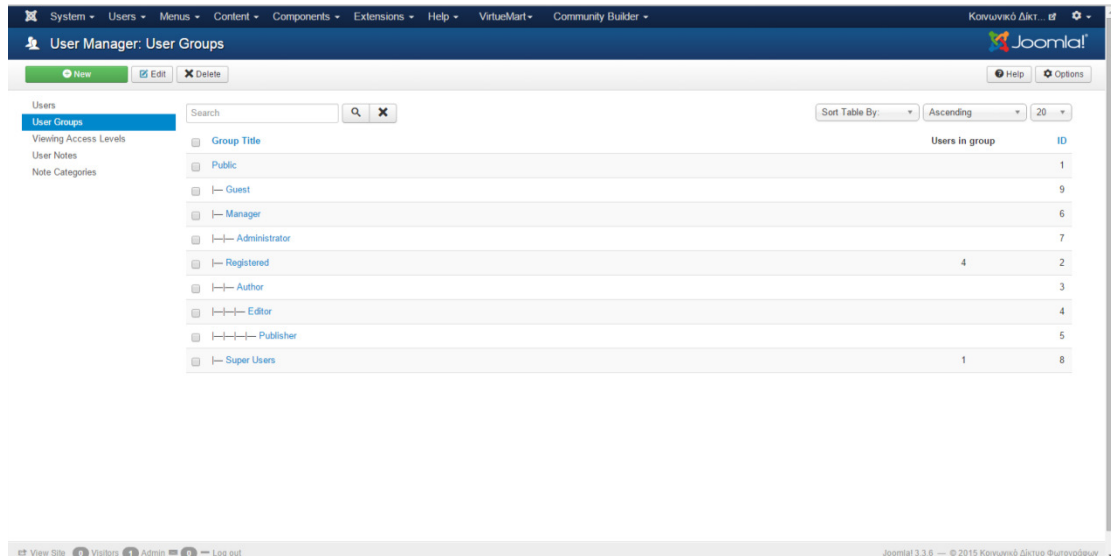 System Users Menus Content Components Extensions Help VirtueMart Community Builder Κοινωνικό Δίκτ...
User Manager: User Groups Joomla!
New Edit Delete Help Options
Users
User Groups
Viewing Access Levels
User Notes
Note Categories
Search Sort Table By: Ascending 20
Group Title Users in group ID
Public 1
|— Guest 9
|— Manager 6
|—|— Administrator 7
|— Registered 4 2
|—|— Author 3
|—|—|— Editor 4
|—|—|—|— Publisher 5
|— Super Users 1 8
View Site 0 Visitors 1 Admin 0 Log out Joomla! 3.3.6 — © 2015 Κοινωνικό Δίκτυο Φωτογράφων